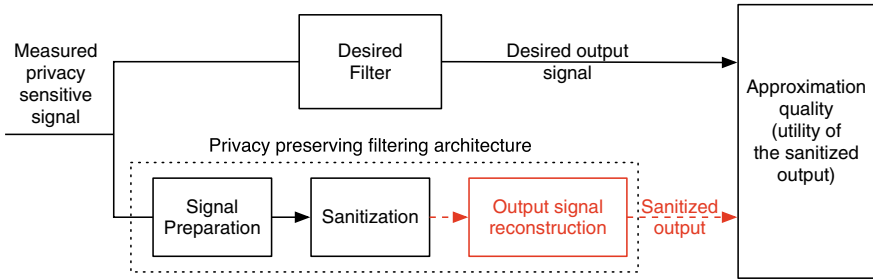 Measured
privacy
sensitive
signal
Desired
Filter
Desired output
signal
Approximation
quality
(utility of
the sanitized
output)
Privacy preserving filtering architecture
Signal
Preparation
Sanitization
Output signal
reconstruction
Sanitized
output